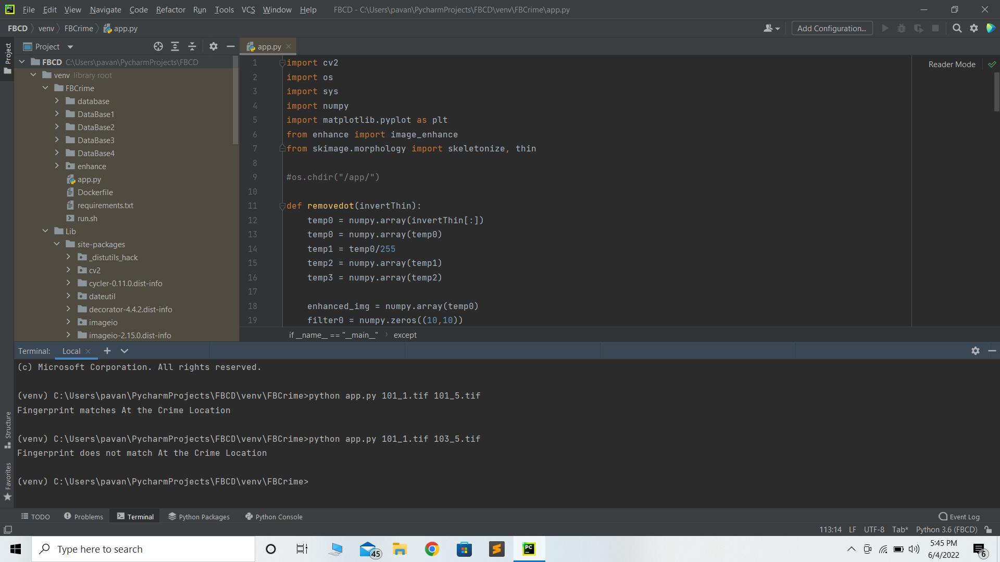 File Edit View Navigate Code Refactor Run Tools VCS Window Help FBCD - C:\Users\pavan\PycharmProjects\FBCD\venv\FBCrime\app.py
FBCD venv FBCrime app.py Add Configuration...
Project
Project
app.py
FBCD C:\Users\pavan\PycharmProjects\FBCD
venv library root
FBCrime
database
DataBase1
DataBase2
DataBase3
DataBase4
enhance
app.py
Dockerfile
requirements.txt
run.sh
Lib
site-packages
_distutils_hack
cv2
cycler-0.11.0.dist-info
dateutil
decorator-4.4.2.dist-info
imageio
imageio-2.15.0.dist-info
Reader Mode
1 import cv2
2 import os
3 import sys
4 import numpy
5 import matplotlib.pyplot as plt
6 from enhance import image_enhance
7 from skimage.morphology import skeletonize, thin
8
9 #os.chdir("/app/")
10
11 def removedot(invertThin):
12 temp0 = numpy.array(invertThin[:])
13 temp0 = numpy.array(temp0)
14 temp1 = temp0/255
15 temp2 = numpy.array(temp1)
16 temp3 = numpy.array(temp2)
17
18 enhanced_img = numpy.array(temp0)
19 filter0 = numpy.zeros((10,10))
if __name__ == "__main__" › except
Terminal: Local
(c) Microsoft Corporation. All rights reserved.
(venv) C:\Users\pavan\PycharmProjects\FBCD\venv\FBCrime>python app.py 101_1.tif 101_5.tif
Fingerprint matches At the Crime Location
(venv) C:\Users\pavan\PycharmProjects\FBCD\venv\FBCrime>python app.py 101_1.tif 103_5.tif
Fingerprint does not match At the Crime Location
(venv) C:\Users\pavan\PycharmProjects\FBCD\venv\FBCrime>
Structure
Favorites
TODO Problems Terminal Python Packages Python Console Event Log
113:14 LF UTF-8 Tab* Python 3.6 (FBCD)
Type here to search
45
PC
5:45 PM
6/4/2022
6